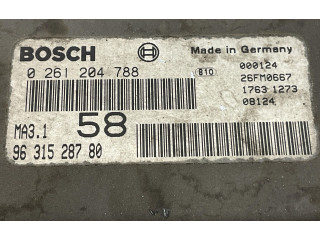 BOSCH Made in Germany
0 261 204 788 B10 000124
26FM0667
1763 1273
08124
MA3.1 58
96 315 287 80